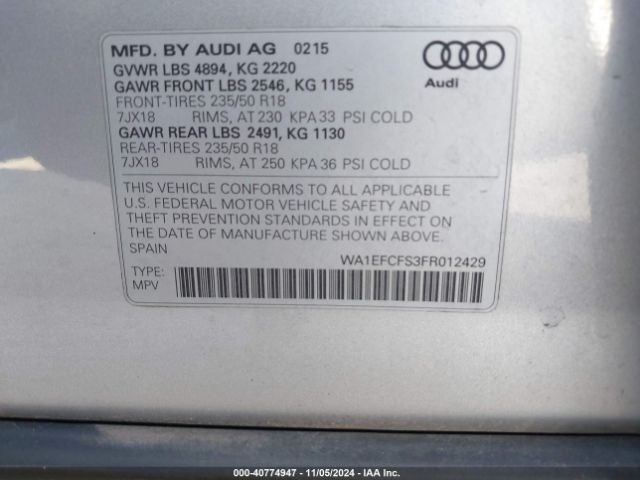 MFD. BY AUDI AG 0215
GVWR LBS 4894, KG 2220
GAWR FRONT LBS 2546, KG 1155
FRONT-TIRES 235/50 R18
7JX18 RIMS, AT 230 KPA 33 PSI COLD
GAWR REAR LBS 2491, KG 1130
REAR-TIRES 235/50 R18
7JX18 RIMS, AT 250 KPA 36 PSI COLD
Audi
THIS VEHICLE CONFORMS TO ALL APPLICABLE
U.S. FEDERAL MOTOR VEHICLE SAFETY AND
THEFT PREVENTION STANDARDS IN EFFECT ON
THE DATE OF MANUFACTURE SHOWN ABOVE.
SPAIN
WA1EFCFS3FR012429
TYPE:
MPV
000-40774947 - 11/05/2024 - IAA Inc.